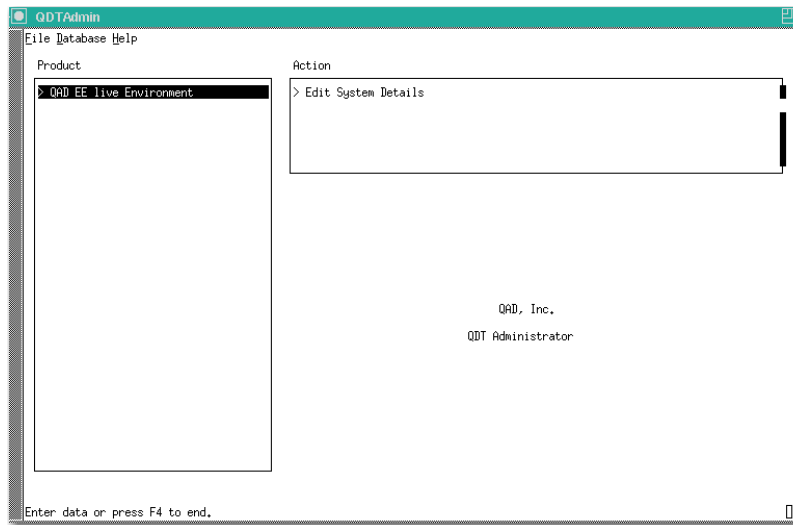 QDTAdmin
File Database Help
Product
Action
> QAD EE live Environment
> Edit System Details
QAD, Inc.
QDT Administrator
Enter data or press F4 to end.